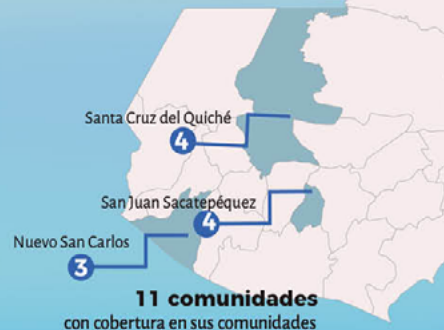 Santa Cruz del Quiché
4
San Juan Sacatepéquez
4
Nuevo San Carlos
3
11 comunidades
con cobertura en sus comunidades